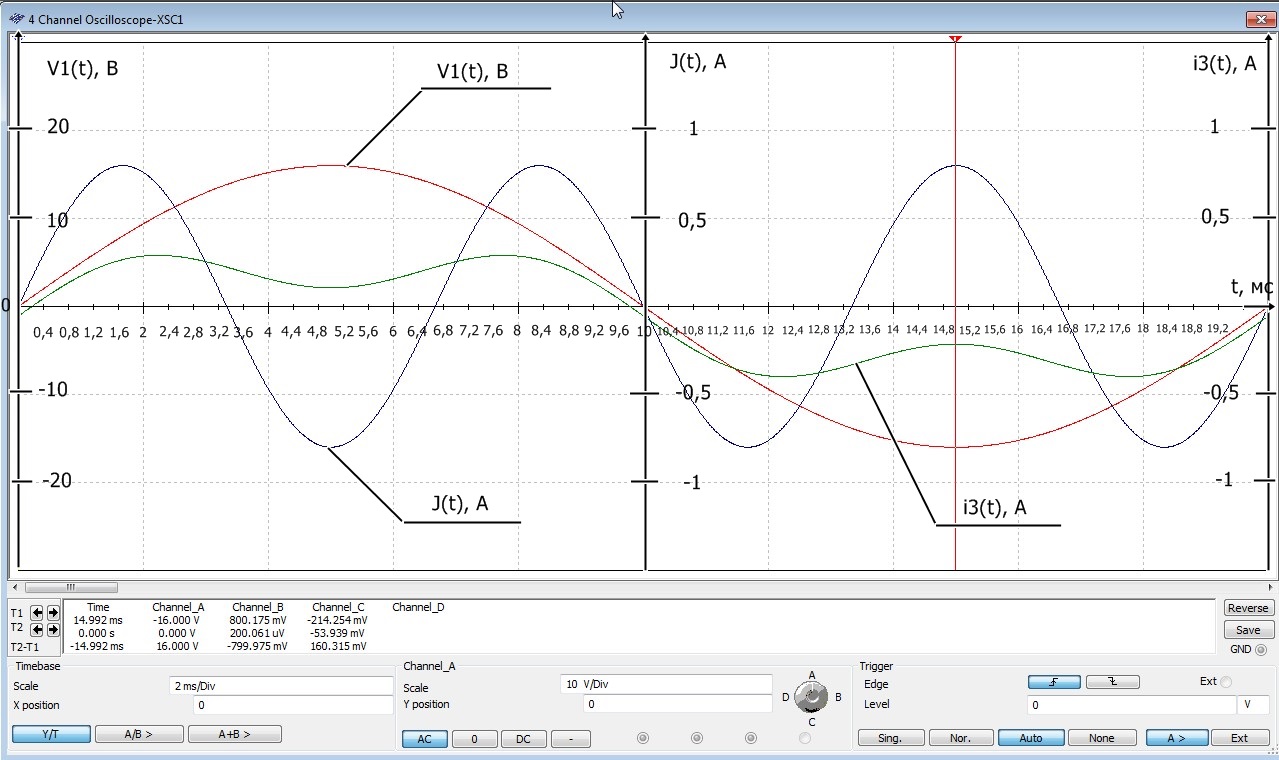 4 Channel Oscilloscope-XSC1
V1(t), В
V1(t), В
J(t), А
i3(t), А
20
1
1
10
0,5
0,5
0
t, мс
0,4 0,8 1,2 1,6 2 2,4 2,8 3,2 3,6 4 4,4 4,8 5,2 5,6 6 6,4 6,8 7,2 7,6 8 8,4 8,8 9,2 9,6 10 10,4 10,8 11,2 11,6 12 12,4 12,8 13,2 13,6 14 14,4 14,8 15,2 15,6 16 16,4 16,8 17,2 17,6 18 18,4 18,8 19,2
-10
-0,5
-0,5
-20
-1
-1
J(t), А
i3(t), А
Time Channel_A Channel_B Channel_C Channel_D
T1 14.992 ms -16.000 V 800.175 mV -214.254 mV
T2 0.000 s 0.000 V 200.061 uV -53.939 mV
T2-T1 -14.992 ms 16.000 V -799.975 mV 160.315 mV
Reverse
Save
GND
Timebase
Scale 2 ms/Div
X position 0
Y/T A/B > A+B >
Channel_A
Scale 10 V/Div
Y position 0
AC 0 DC -
A
D B
C
Trigger
Edge Ext
Level 0 V
Sing. Nor. Auto None A > Ext